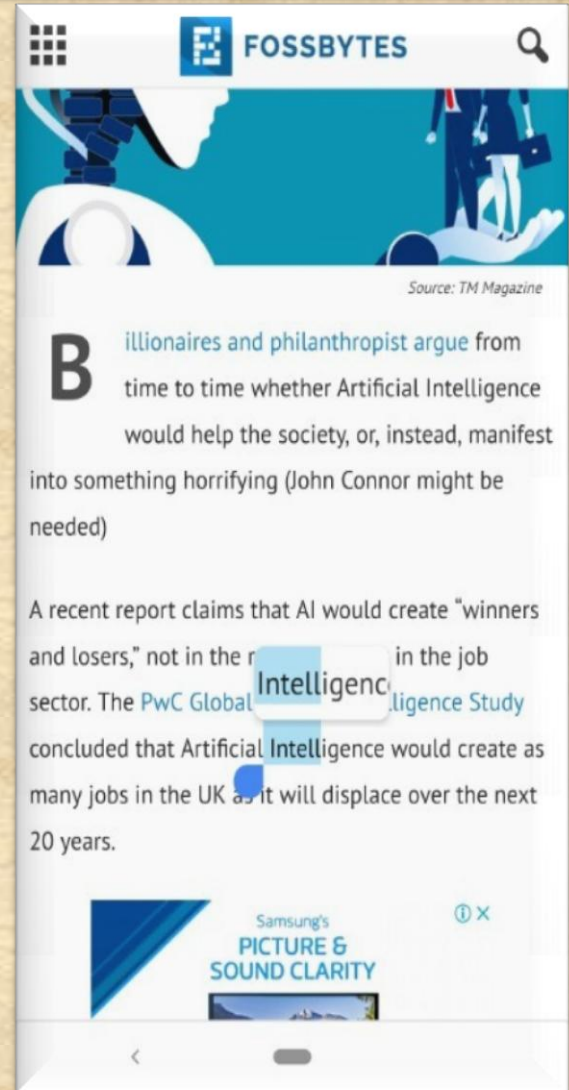 FOSSBYTES
Source: TM Magazine
Billionaires and philanthropist argue from
time to time whether Artificial Intelligence
would help the society, or, instead, manifest
into something horrifying (John Connor might be
needed)
A recent report claims that AI would create "winners
and losers," not in the r in the job
Intelligenc
sector. The PwC Global ligence Study
concluded that Artificial Intelligence would create as
many jobs in the UK as it will displace over the next
20 years.
Samsung's
PICTURE &
SOUND CLARITY